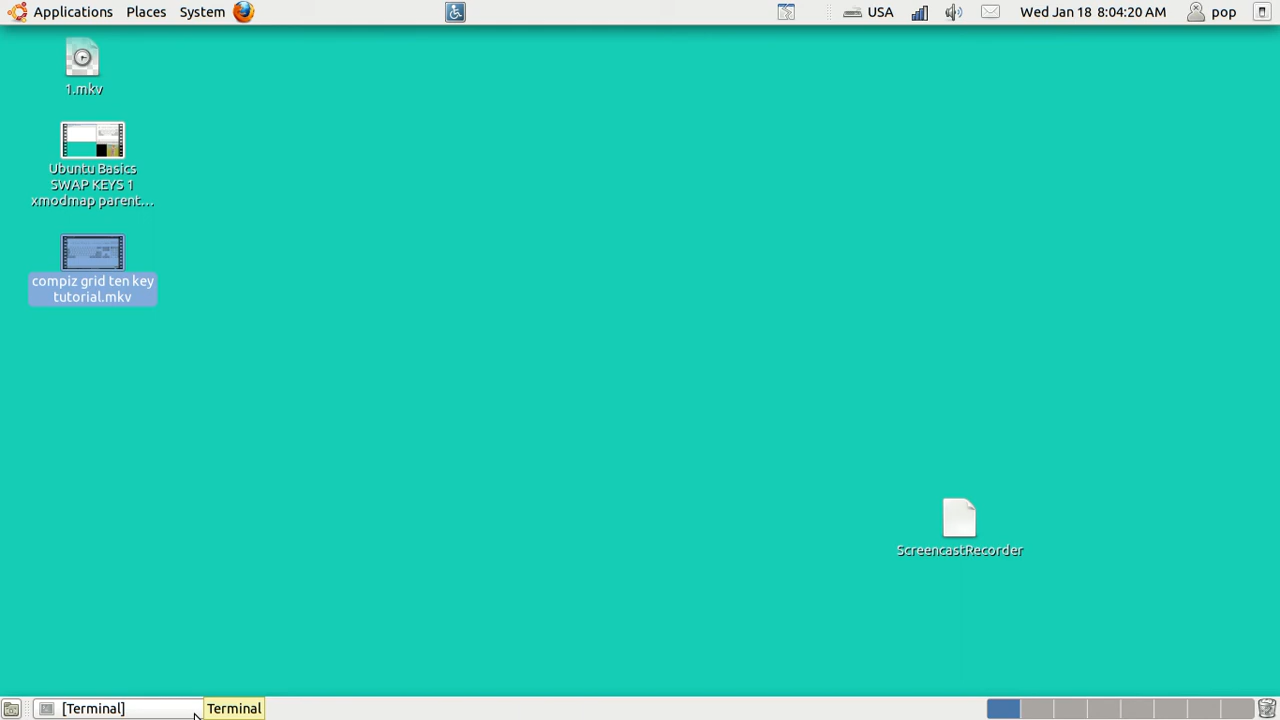 Applications Places System USA Wed Jan 18 8:04:20 AM pop
1.mkv
Ubuntu Basics
SWAP KEYS 1
xmodmap parent...
compiz grid ten key
tutorial.mkv
ScreencastRecorder
[Terminal] Terminal